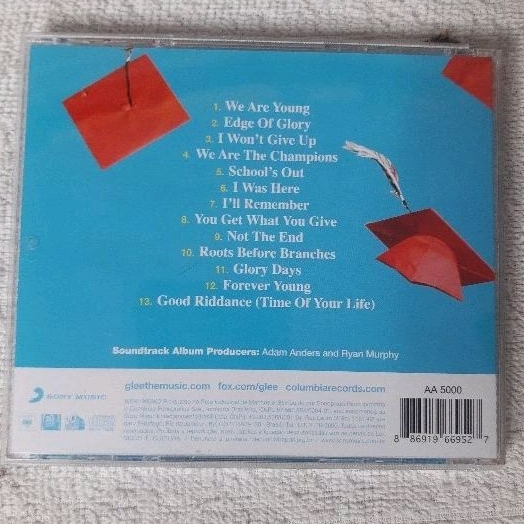 1. We Are Young
2. Edge Of Glory
3. I Won't Give Up
4. We Are The Champions
5. School's Out
6. I Was Here
7. I'll Remember
8. You Get What You Give
9. Not The End
10. Roots Before Branches
11. Glory Days
12. Forever Young
13. Good Riddance (Time Of Your Life)
Soundtrack Album Producers: Adam Anders and Ryan Murphy
gleethemusic.com fox.com/glee columbiarecords.com
AA 5000
SONY MUSIC
8 86919 66952 7